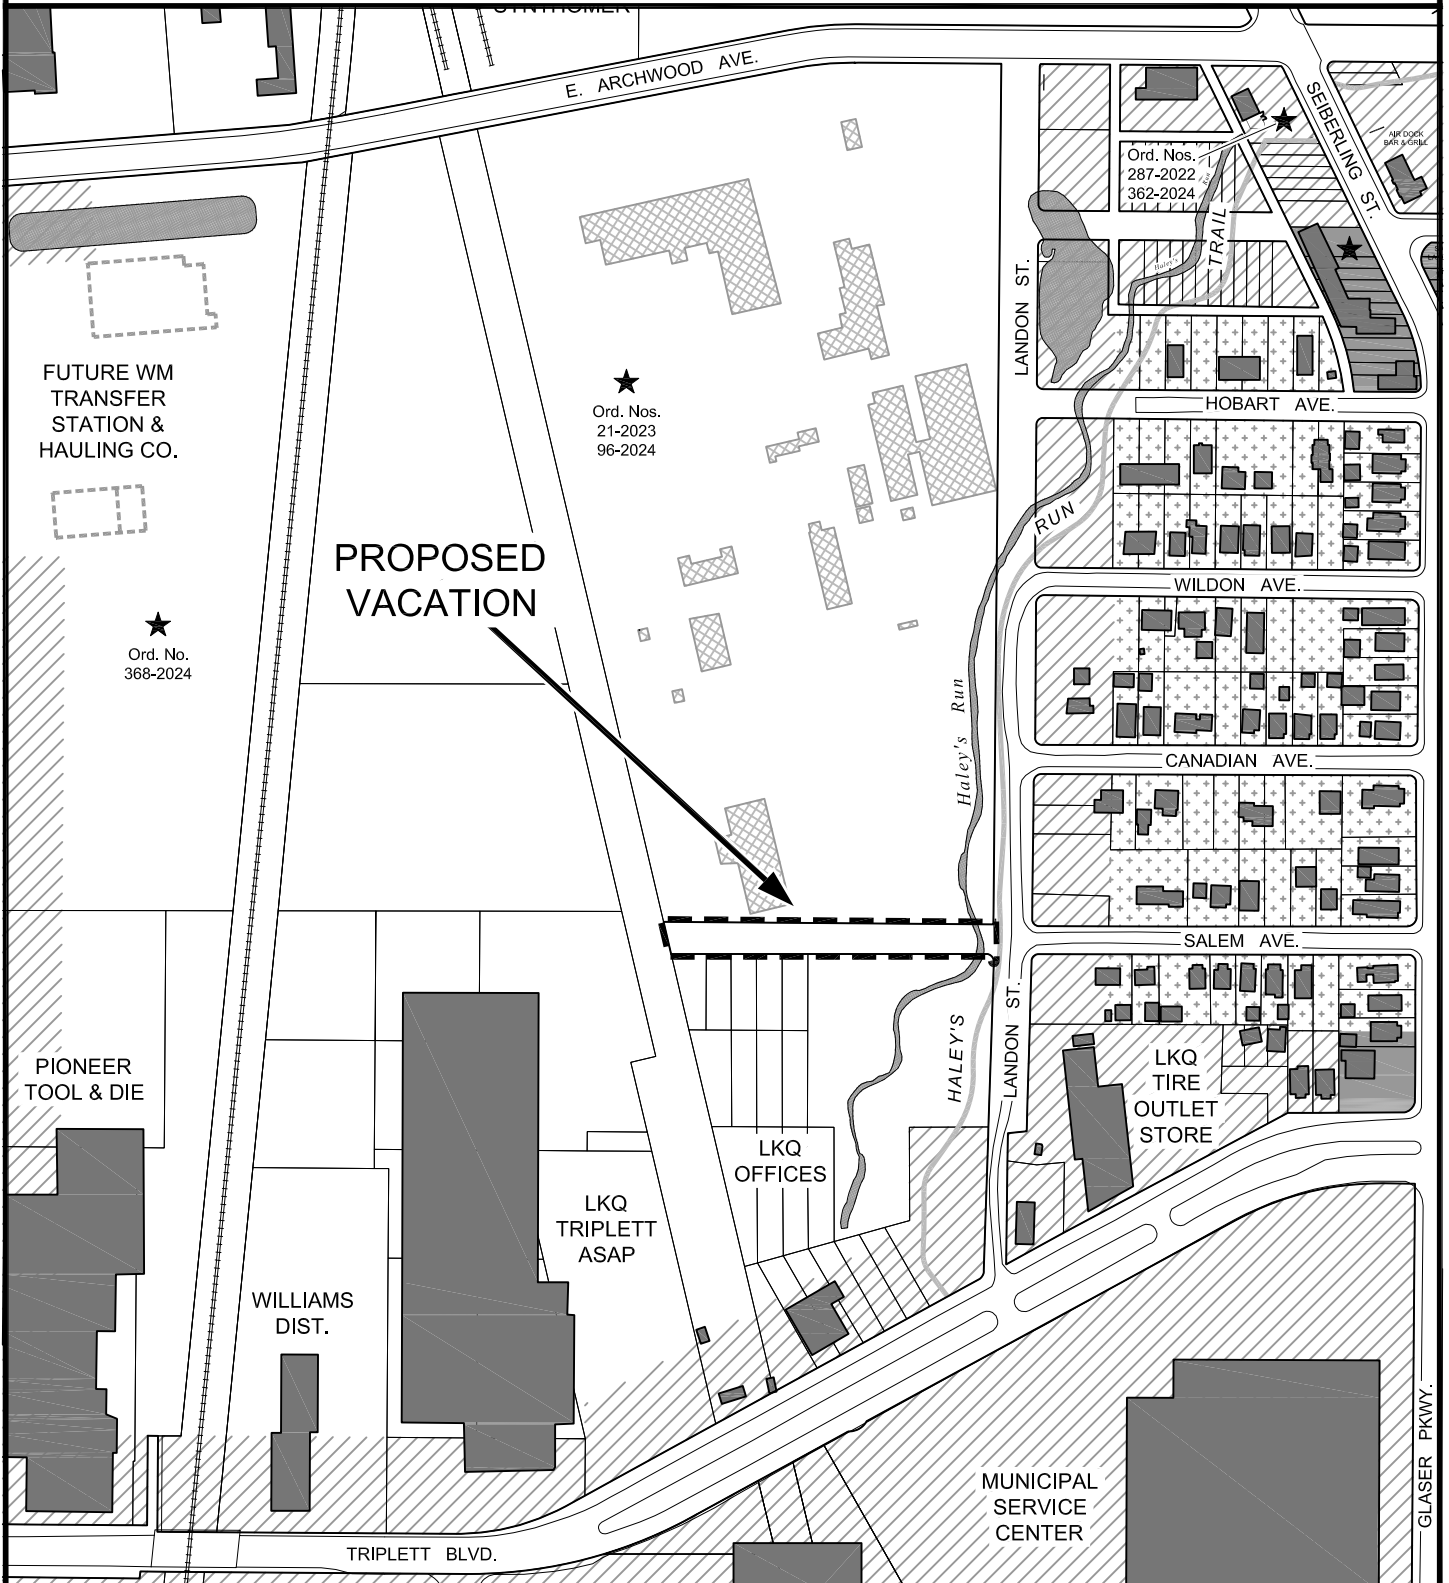 E. ARCHWOOD AVE.
SEIBERLING ST.
AIR DOCK
BAR & GRILL
Ord. Nos.
287-2022
362-2024
Run
TRAIL
Haley's
LANDON ST.
FUTURE WM
TRANSFER
STATION &
HAULING CO.
Ord. Nos.
21-2023
96-2024
HOBART AVE.
RUN
PROPOSED
VACATION
WILDON AVE.
Ord. No.
368-2024
Haley's Run
CANADIAN AVE.
SALEM AVE.
HALEY'S
LANDON ST.
PIONEER
TOOL & DIE
LKQ
TIRE
OUTLET
STORE
LKQ
OFFICES
LKQ
TRIPLETT
ASAP
WILLIAMS
DIST.
GLASER PKWY.
MUNICIPAL
SERVICE
CENTER
TRIPLETT BLVD.